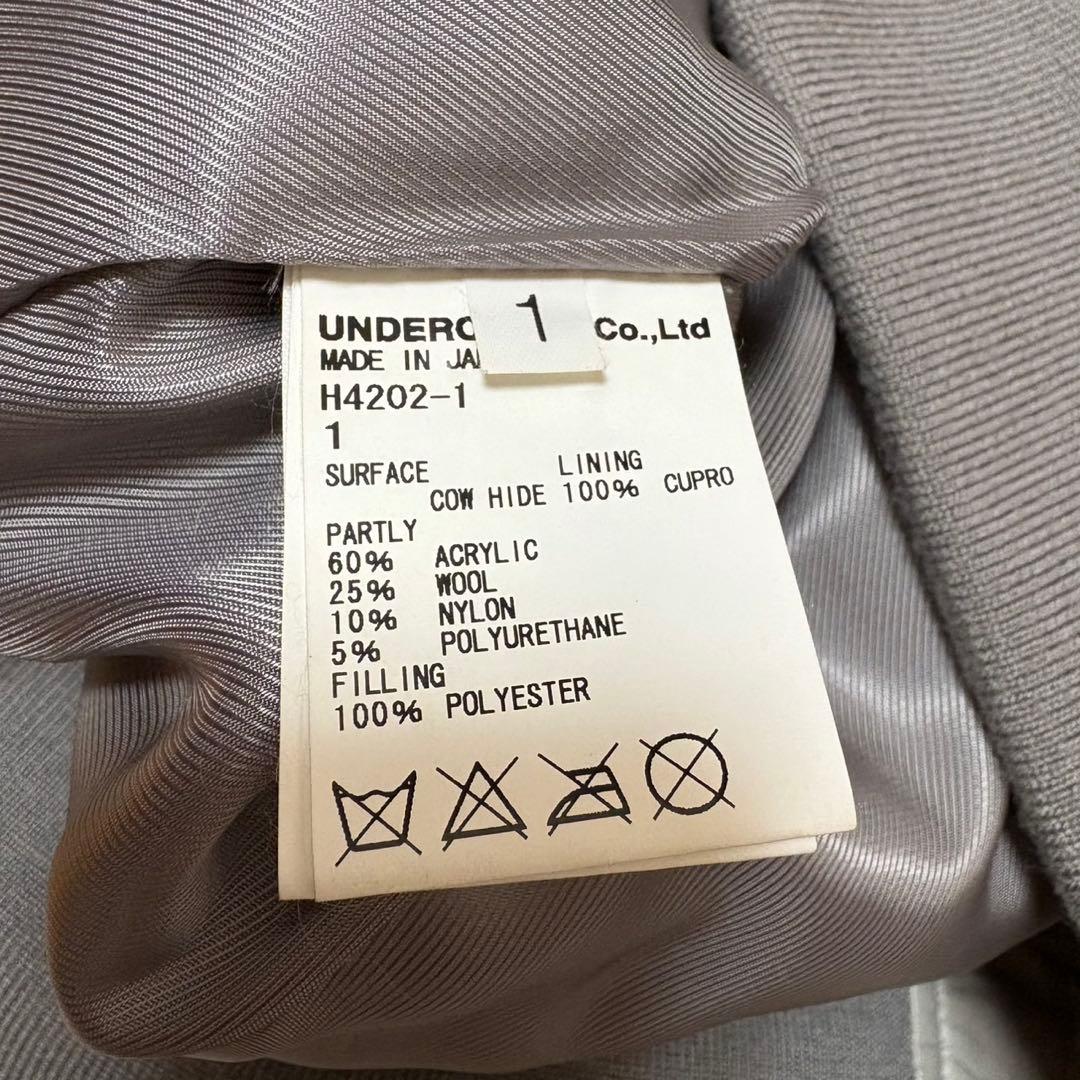 1
UNDERC Co.,Ltd
MADE IN JA
H4202-1
1
SURFACE LINING
COW HIDE 100% CUPRO
PARTLY
60% ACRYLIC
25% WOOL
10% NYLON
5% POLYURETHANE
FILLING
100% POLYESTER